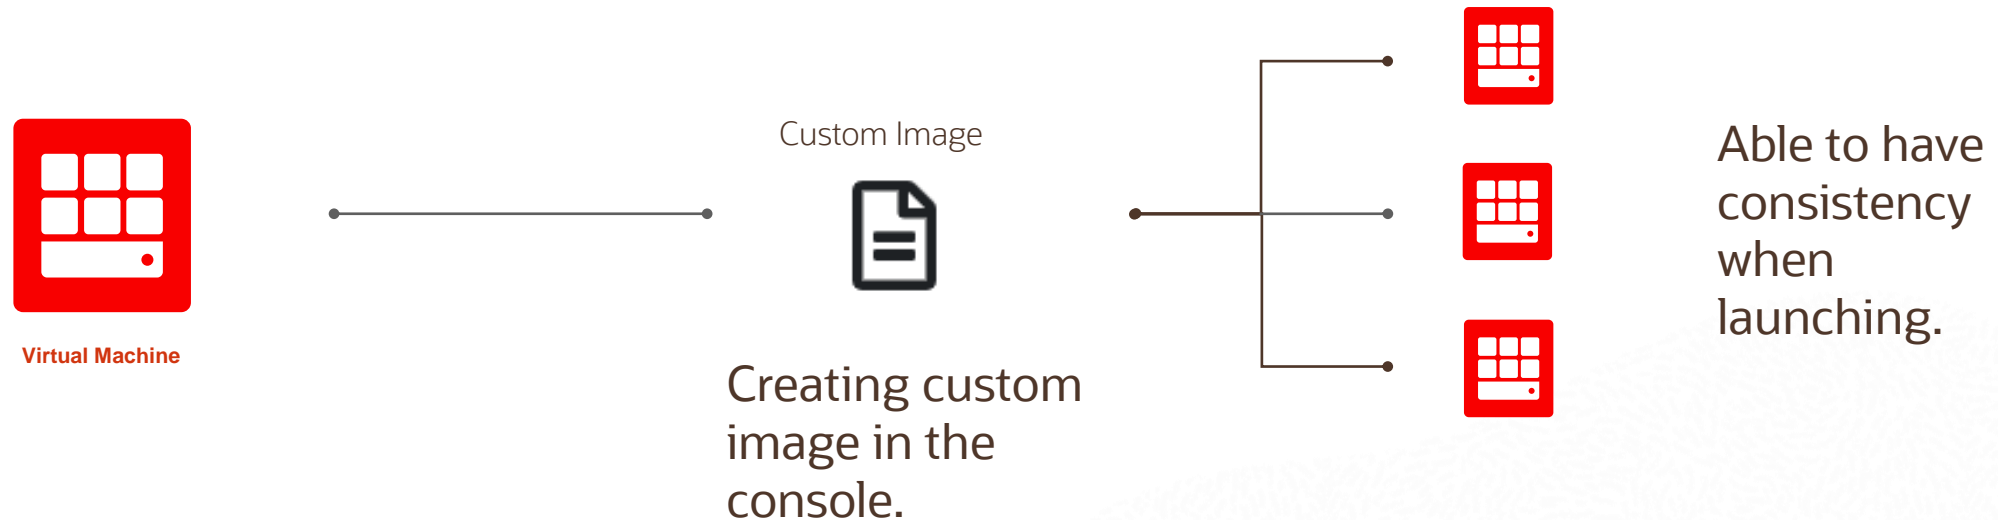 Virtual Machine
Custom Image
Creating custom
image in the
console.
Able to have
consistency
when
launching.